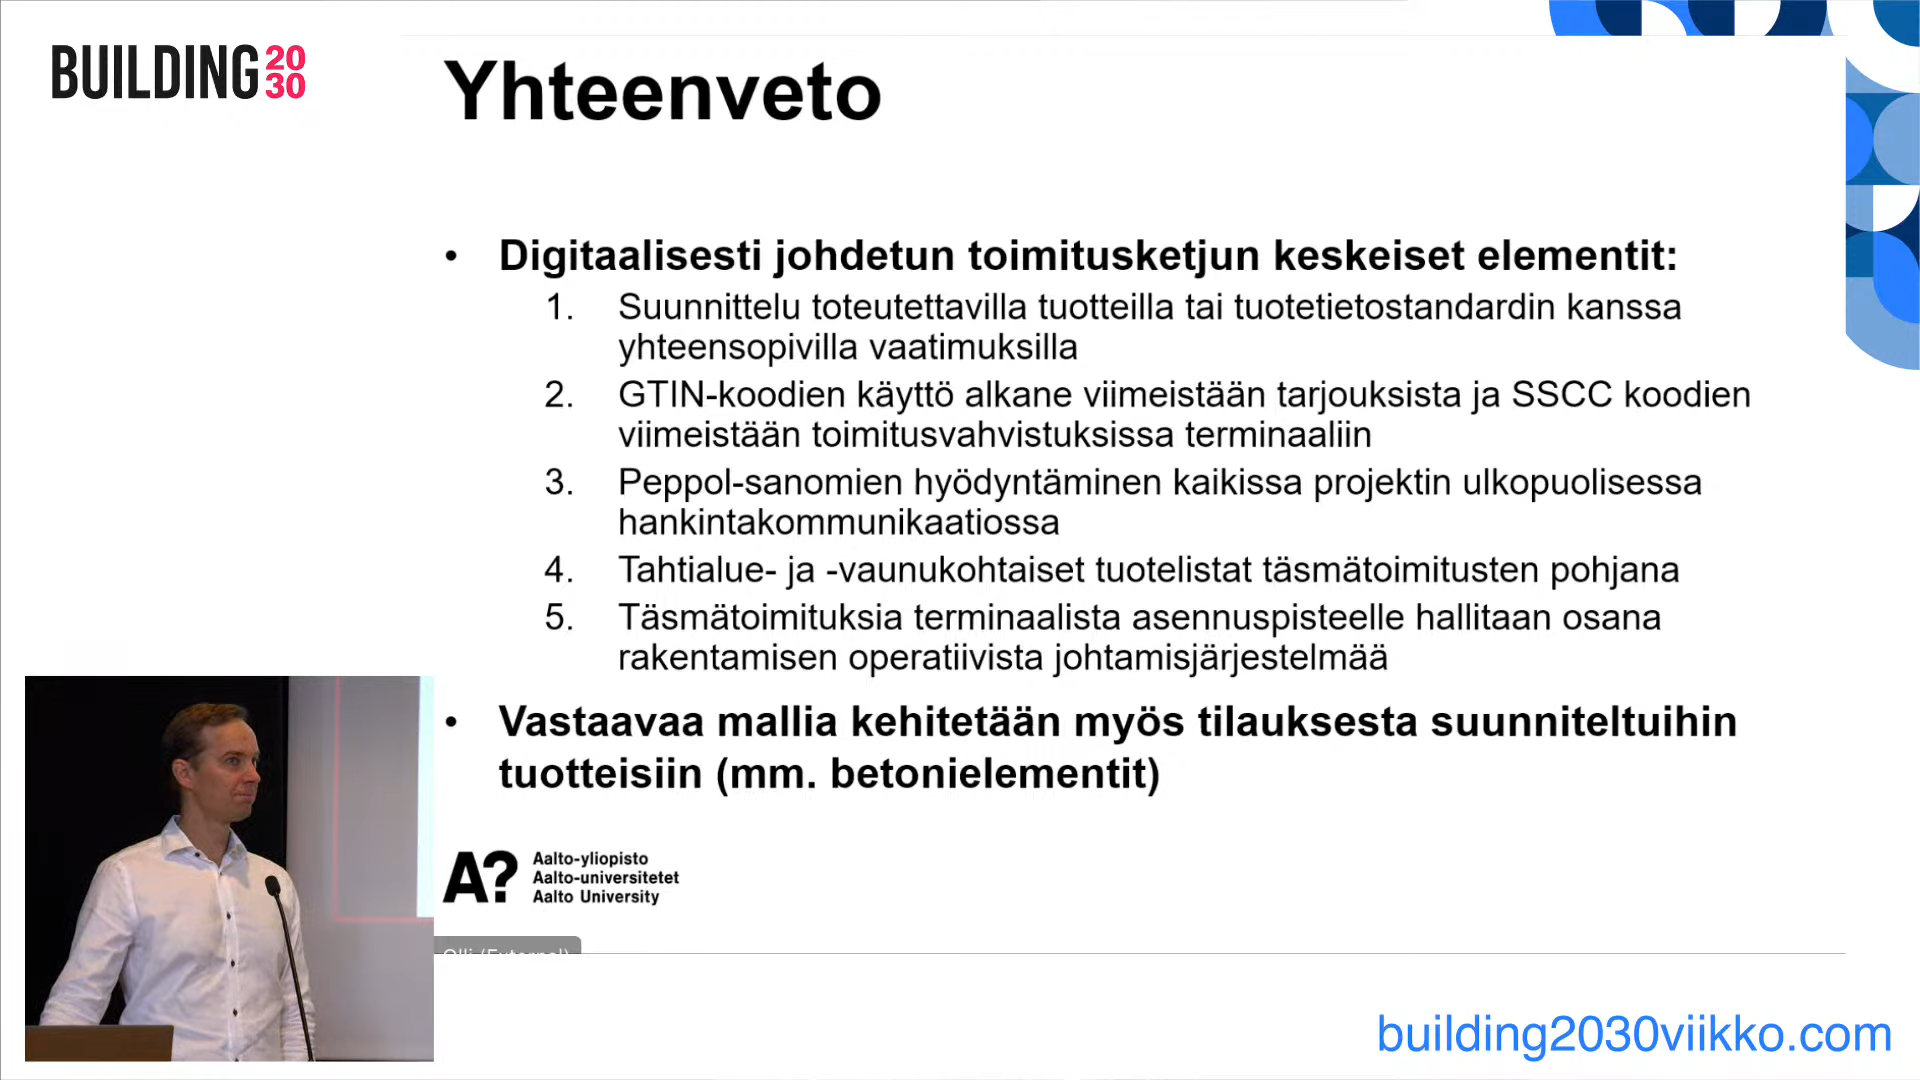 BUILDING 20
30
Yhteenveto
• Digitaalisesti johdetun toimitusketjun keskeiset elementit:
1. Suunnittelu toteutettavilla tuotteilla tai tuotetietostandardin kanssa
yhteensopivilla vaatimuksilla
2. GTIN-koodien käyttö alkane viimeistään tarjouksista ja SSCC koodien
viimeistään toimitusvahvistuksissa terminaaliin
3. Peppol-sanomien hyödyntäminen kaikissa projektin ulkopuolisessa
hankintakommunikaatiossa
4. Tahtialue- ja -vaunukohtaiset tuotelistat täsmätoimitusten pohjana
5. Täsmätoimituksia terminaalista asennuspisteelle hallitaan osana
rakentamisen operatiivista johtamisjärjestelmää
• Vastaavaa mallia kehitetään myös tilauksesta suunniteltuihin
tuotteisiin (mm. betonielementit)
A?
Aalto-yliopisto
Aalto-universitetet
Aalto University
Olli (External)
building2030viikko.com